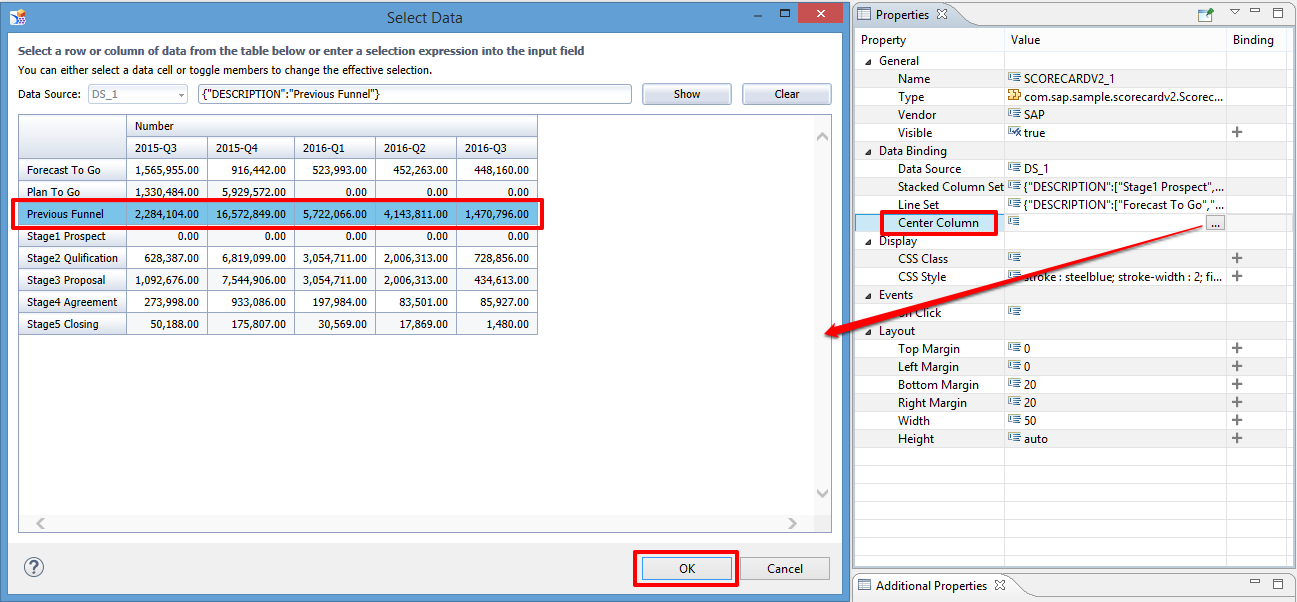 Select Data
Select a row or column of data from the table below or enter a selection expression into the input field
You can either select a data cell or toggle members to change the effective selection.
Data Source: DS_1 {"DESCRIPTION":"Previous Funnel"} Show Clear
Number
2015-Q3 2015-Q4 2016-Q1 2016-Q2 2016-Q3
Forecast To Go 1,565,955.00 916,442.00 523,993.00 452,263.00 448,160.00
Plan To Go 1,330,484.00 5,929,572.00 0.00 0.00 0.00
Previous Funnel 2,284,104.00 16,572,849.00 5,722,066.00 4,143,811.00 1,470,796.00
Stage1 Prospect 0.00 0.00 0.00 0.00 0.00
Stage2 Qulification 628,387.00 6,819,099.00 3,054,711.00 2,006,313.00 728,856.00
Stage3 Proposal 1,092,676.00 7,544,906.00 3,054,711.00 2,006,313.00 434,613.00
Stage4 Agreement 273,998.00 933,086.00 197,984.00 83,501.00 85,927.00
Stage5 Closing 50,188.00 175,807.00 30,569.00 17,869.00 1,480.00
? OK Cancel
Properties
Property Value Binding
General
Name SCORECARDV2_1
Type com.sap.sample.scorecardv2.Scorec...
Vendor SAP
Visible true
Data Binding
Data Source DS_1
Stacked Column Set {"DESCRIPTION":["Stage1 Prospect",...
Line Set {"DESCRIPTION":["Forecast To Go","...
Center Column ...
Display
CSS Class
CSS Style stroke : steelblue; stroke-width : 2; fi...
Events
Click
Layout
Top Margin 0
Left Margin 0
Bottom Margin 20
Right Margin 20
Width 50
Height auto
Additional Properties